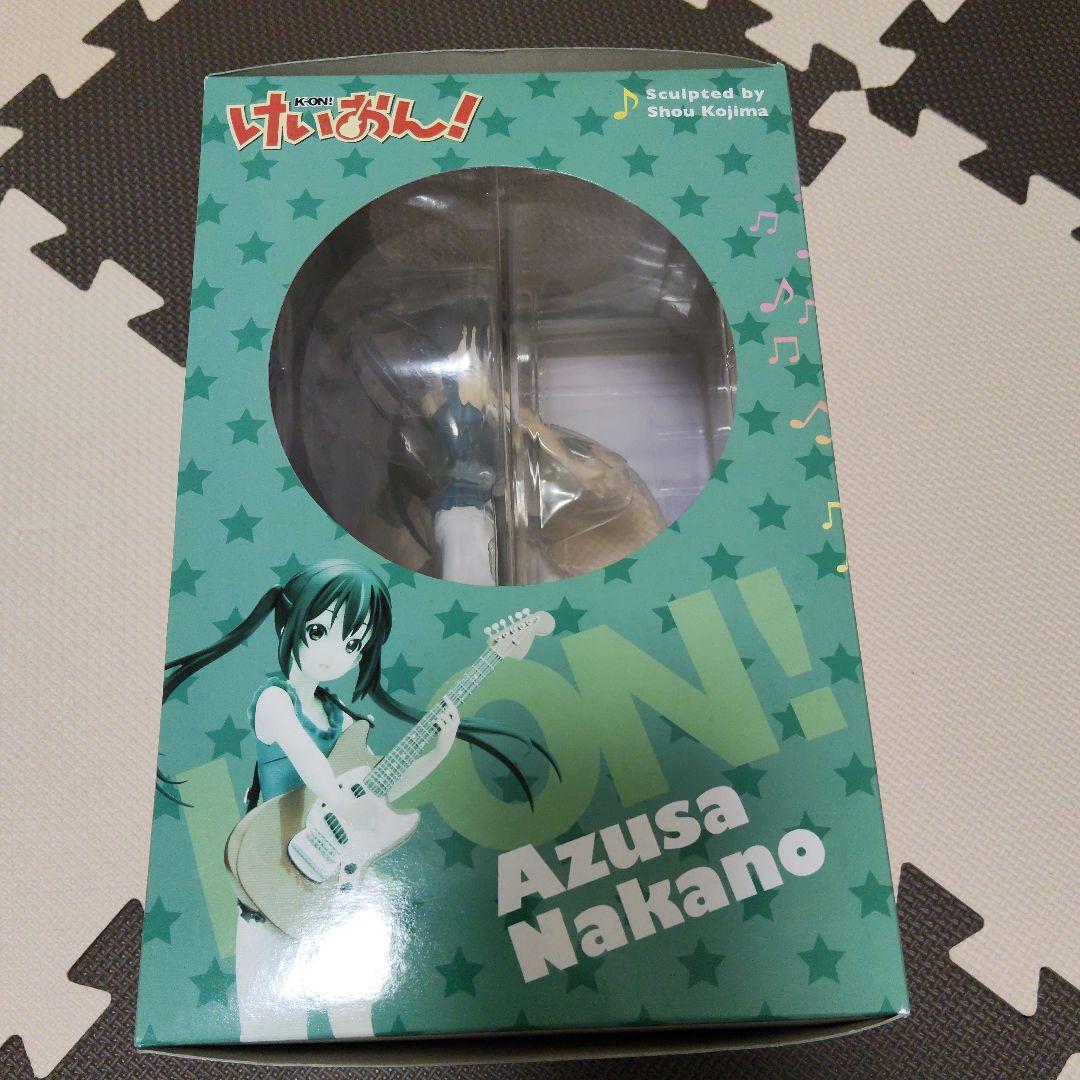 K-ON!
けいおん!
Sculpted by
Shou Kojima
K-ON!
Azusa
Nakano